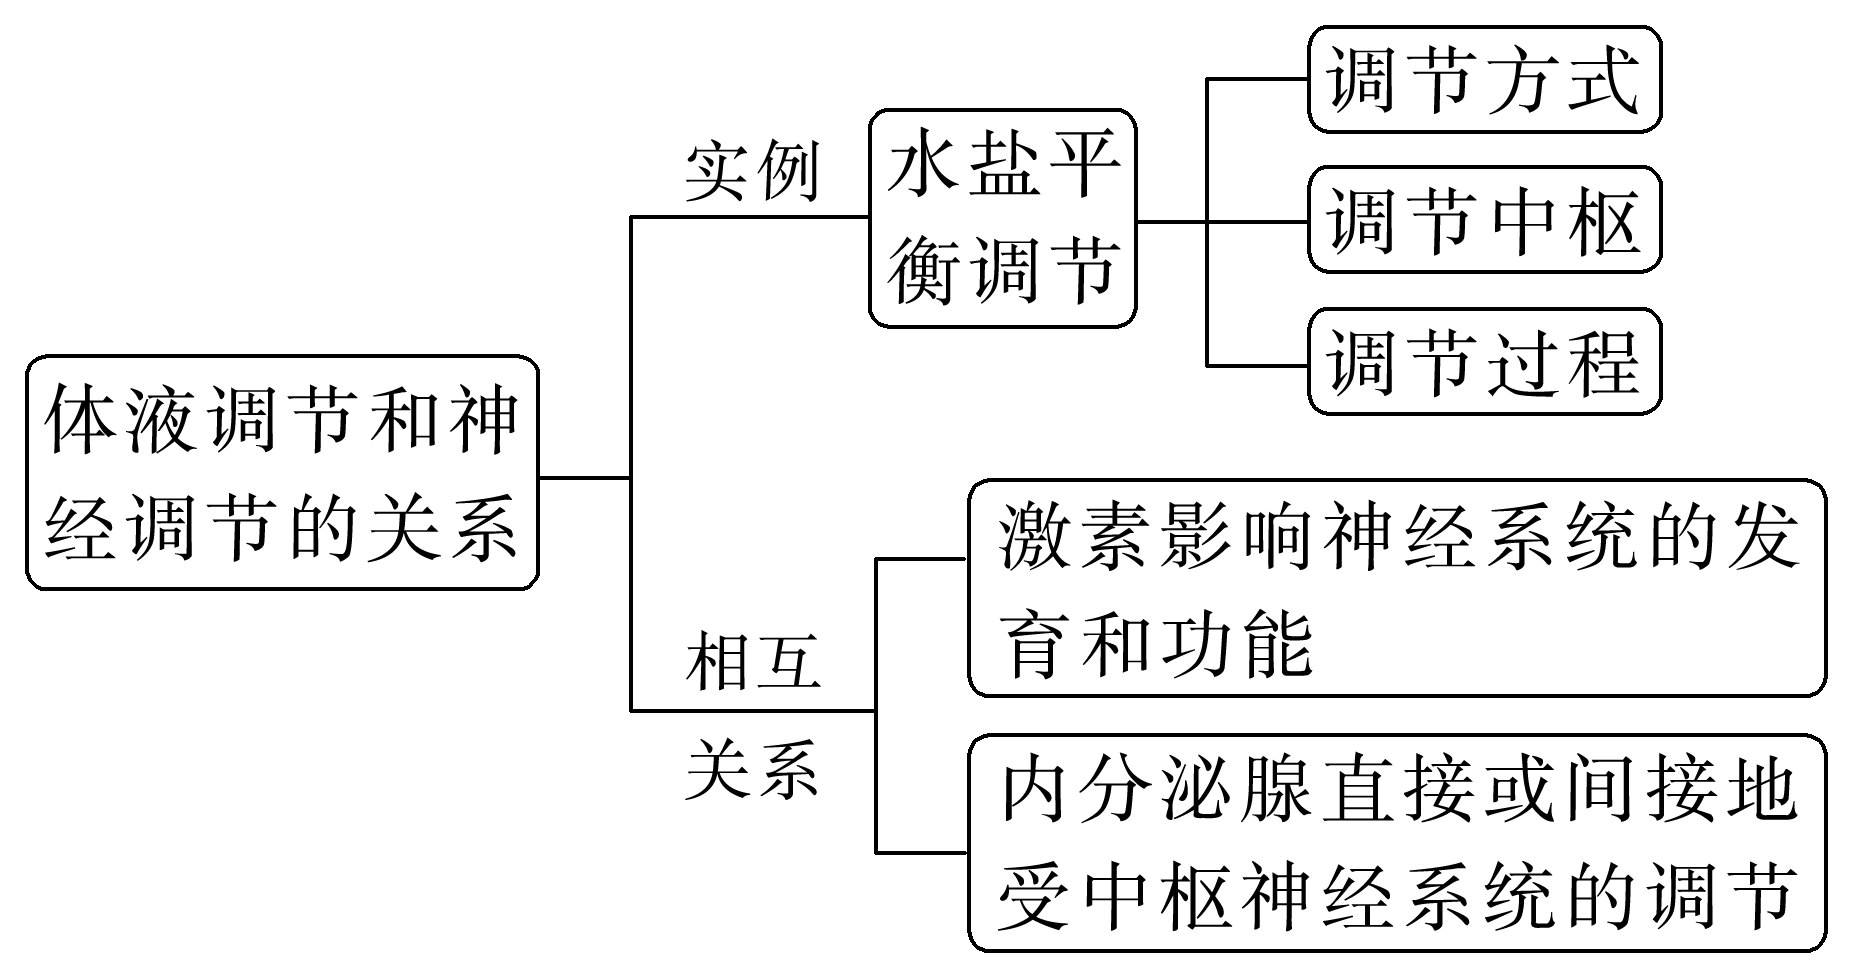 体液调节和神
经调节的关系
实例
水盐平
衡调节
调节方式
调节中枢
调节过程
相互
关系
激素影响神经系统的发
育和功能
内分泌腺直接或间接地
受中枢神经系统的调节